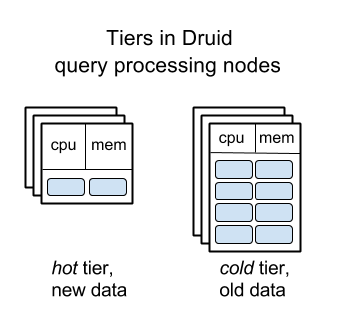 Tiers in Druid
query processing nodes
cpu mem
cpu mem
hot tier,
new data
cold tier,
old data